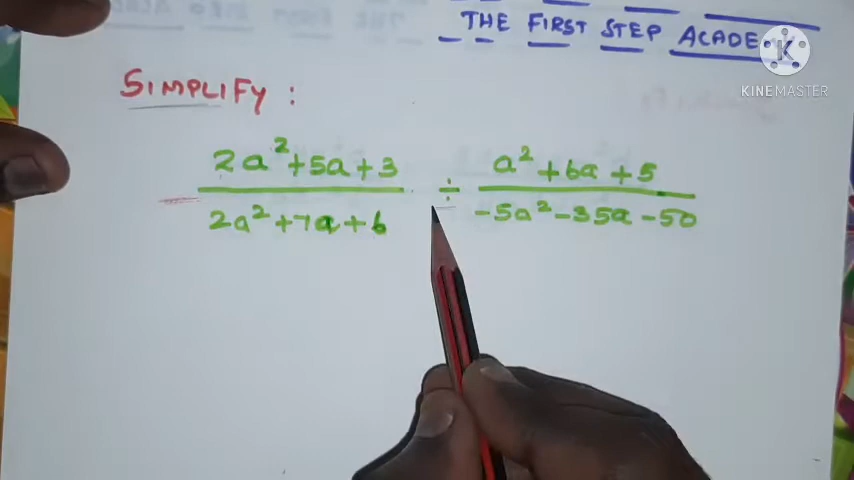 THE FIRST STEP ACADE
K
KINEMASTER
SIMPLIFY :
2a²+5a+3 ÷ a²+6a+5
2a²+7a+6 -5a²-35a-50